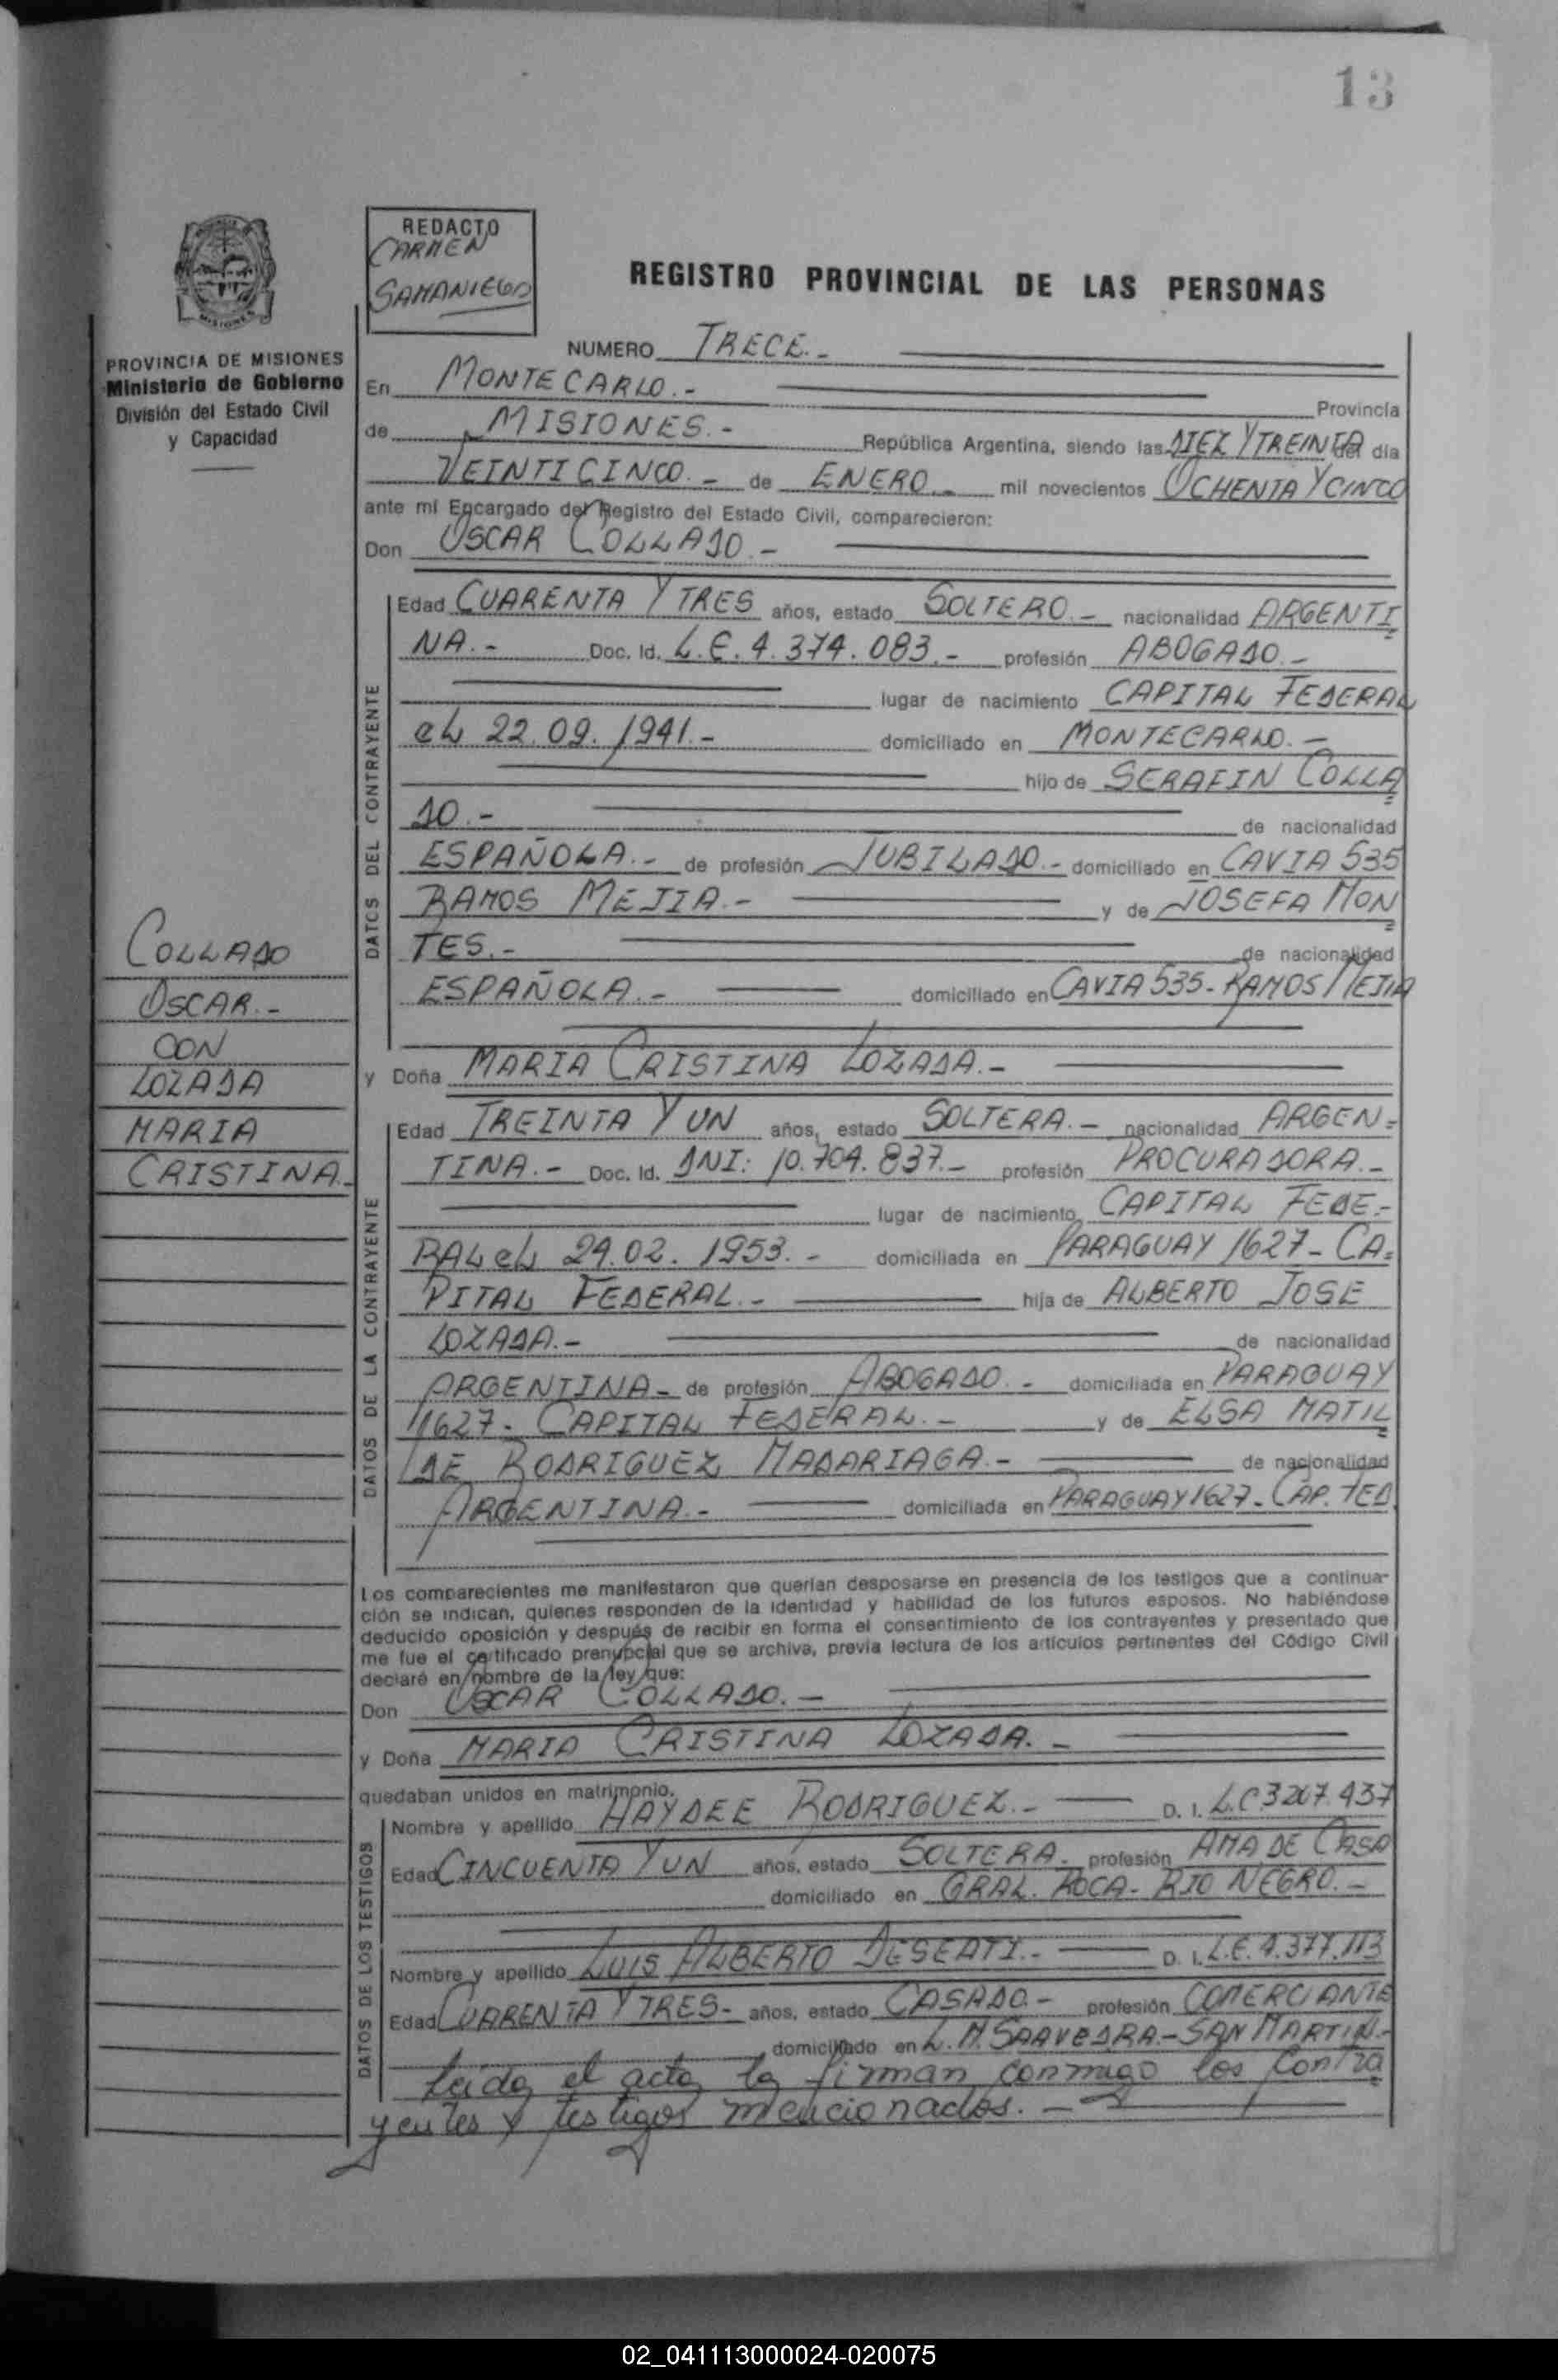 13
REDACTO
CARMEN
SAMANIEGO
REGISTRO PROVINCIAL DE LAS PERSONAS
PROVINCIA DE MISIONES
Ministerio de Gobierno
División del Estado Civil
y Capacidad
NUMERO TRECE.-
En MONTECARLO.- Provincia
de MISIONES.- República Argentina, siendo las DIEZ Y TREINTA del día
VEINTICINCO.- de ENERO.- mil novecientos OCHENTA Y CINCO
ante mí Encargado del Registro del Estado Civil, comparecieron:
Don OSCAR COLLADO.-
DATOS DEL CONTRAYENTE
Edad CUARENTA Y TRES años, estado SOLTERO.- nacionalidad ARGENTI
NA.- Doc. Id. L.E. 4.374.083.- profesión ABOGADO.-
lugar de nacimiento CAPITAL FEDERAL
el 22.09.1941.- domiciliado en MONTECARLO.-
hijo de SERAFIN COLLA
DO.- de nacionalidad
ESPAÑOLA.- de profesión JUBILADO.- domiciliado en CAVIA 535
RAMOS MEJIA.- y de JOSEFA MON
TES.- de nacionalidad
ESPAÑOLA.- domiciliado en CAVIA 535-RAMOS MEJIA
COLLADO
OSCAR.-
CON
LOZADA
MARIA
CRISTINA.-
y Doña MARIA CRISTINA LOZADA.-
DATOS DE LA CONTRAYENTE
Edad TREINTA Y UN años, estado SOLTERA.- nacionalidad ARGEN-
TINA.- Doc. Id. DNI: 10.704.837.- profesión PROCURADORA.-
lugar de nacimiento CAPITAL FEDE-
RAL el 24.02.1953.- domiciliada en PARAGUAY 1627- CA-
PITAL FEDERAL.- hija de ALBERTO JOSE
LOZADA.- de nacionalidad
ARGENTINA- de profesión ABOGADO.- domiciliada en PARAGUAY
1627- CAPITAL FEDERAL.- y de ELSA MATIL
DE RODRIGUEZ MADARIAGA.- de nacionalidad
ARGENTINA.- domiciliada en PARAGUAY 1627- CAP. FED.
Los comparecientes me manifestaron que querían desposarse en presencia de los testigos que a continua-
ción se indican, quienes responden de la identidad y habilidad de los futuros esposos. No habiéndose
deducido oposición y después de recibir en forma el consentimiento de los contrayentes y presentado que
me fue el certificado prenupcial que se archiva, previa lectura de los artículos pertinentes del Código Civil
declaré en nombre de la ley que:
Don OSCAR COLLADO.-
y Doña MARIA CRISTINA LOZADA.-
quedaban unidos en matrimonio.
DATOS DE LOS TESTIGOS
Nombre y apellido HAYDEE RODRIGUEZ.- D. I. L.C.
Edad CINCUENTA Y UN años, estado SOLTERA. profesión AMA DE CASA
domiciliado en GRAL. ROCA- RIO NEGRO.-
Nombre y apellido LUIS ALBERTO DESEATI.- D. I. L.E. 4.377.113
Edad CUARENTA Y TRES- años, estado CASADO.- profesión COMERCIANTE
domiciliado en L. M. SAAVEDRA.-SAN MARTIN.-
Leída el acta la firman conmigo los contra
yentes y testigos mencionados.-
02_041113000024-020075